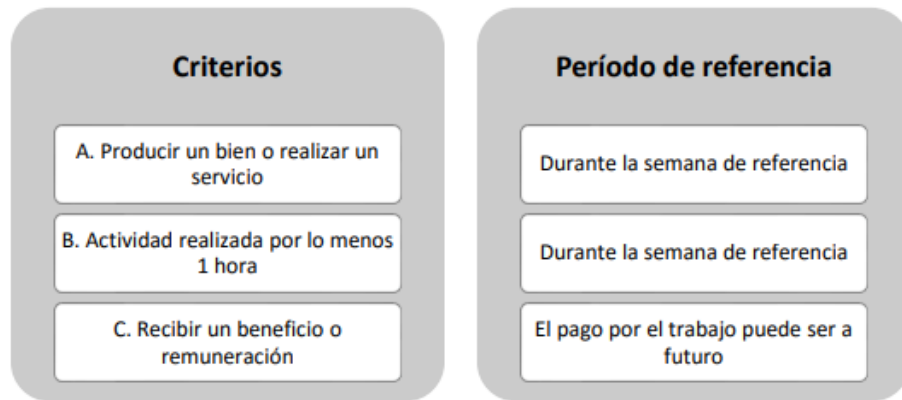 Criterios
A. Producir un bien o realizar un
servicio
B. Actividad realizada por lo menos
1 hora
C. Recibir un beneficio o
remuneración
Período de referencia
Durante la semana de referencia
Durante la semana de referencia
El pago por el trabajo puede ser a
futuro